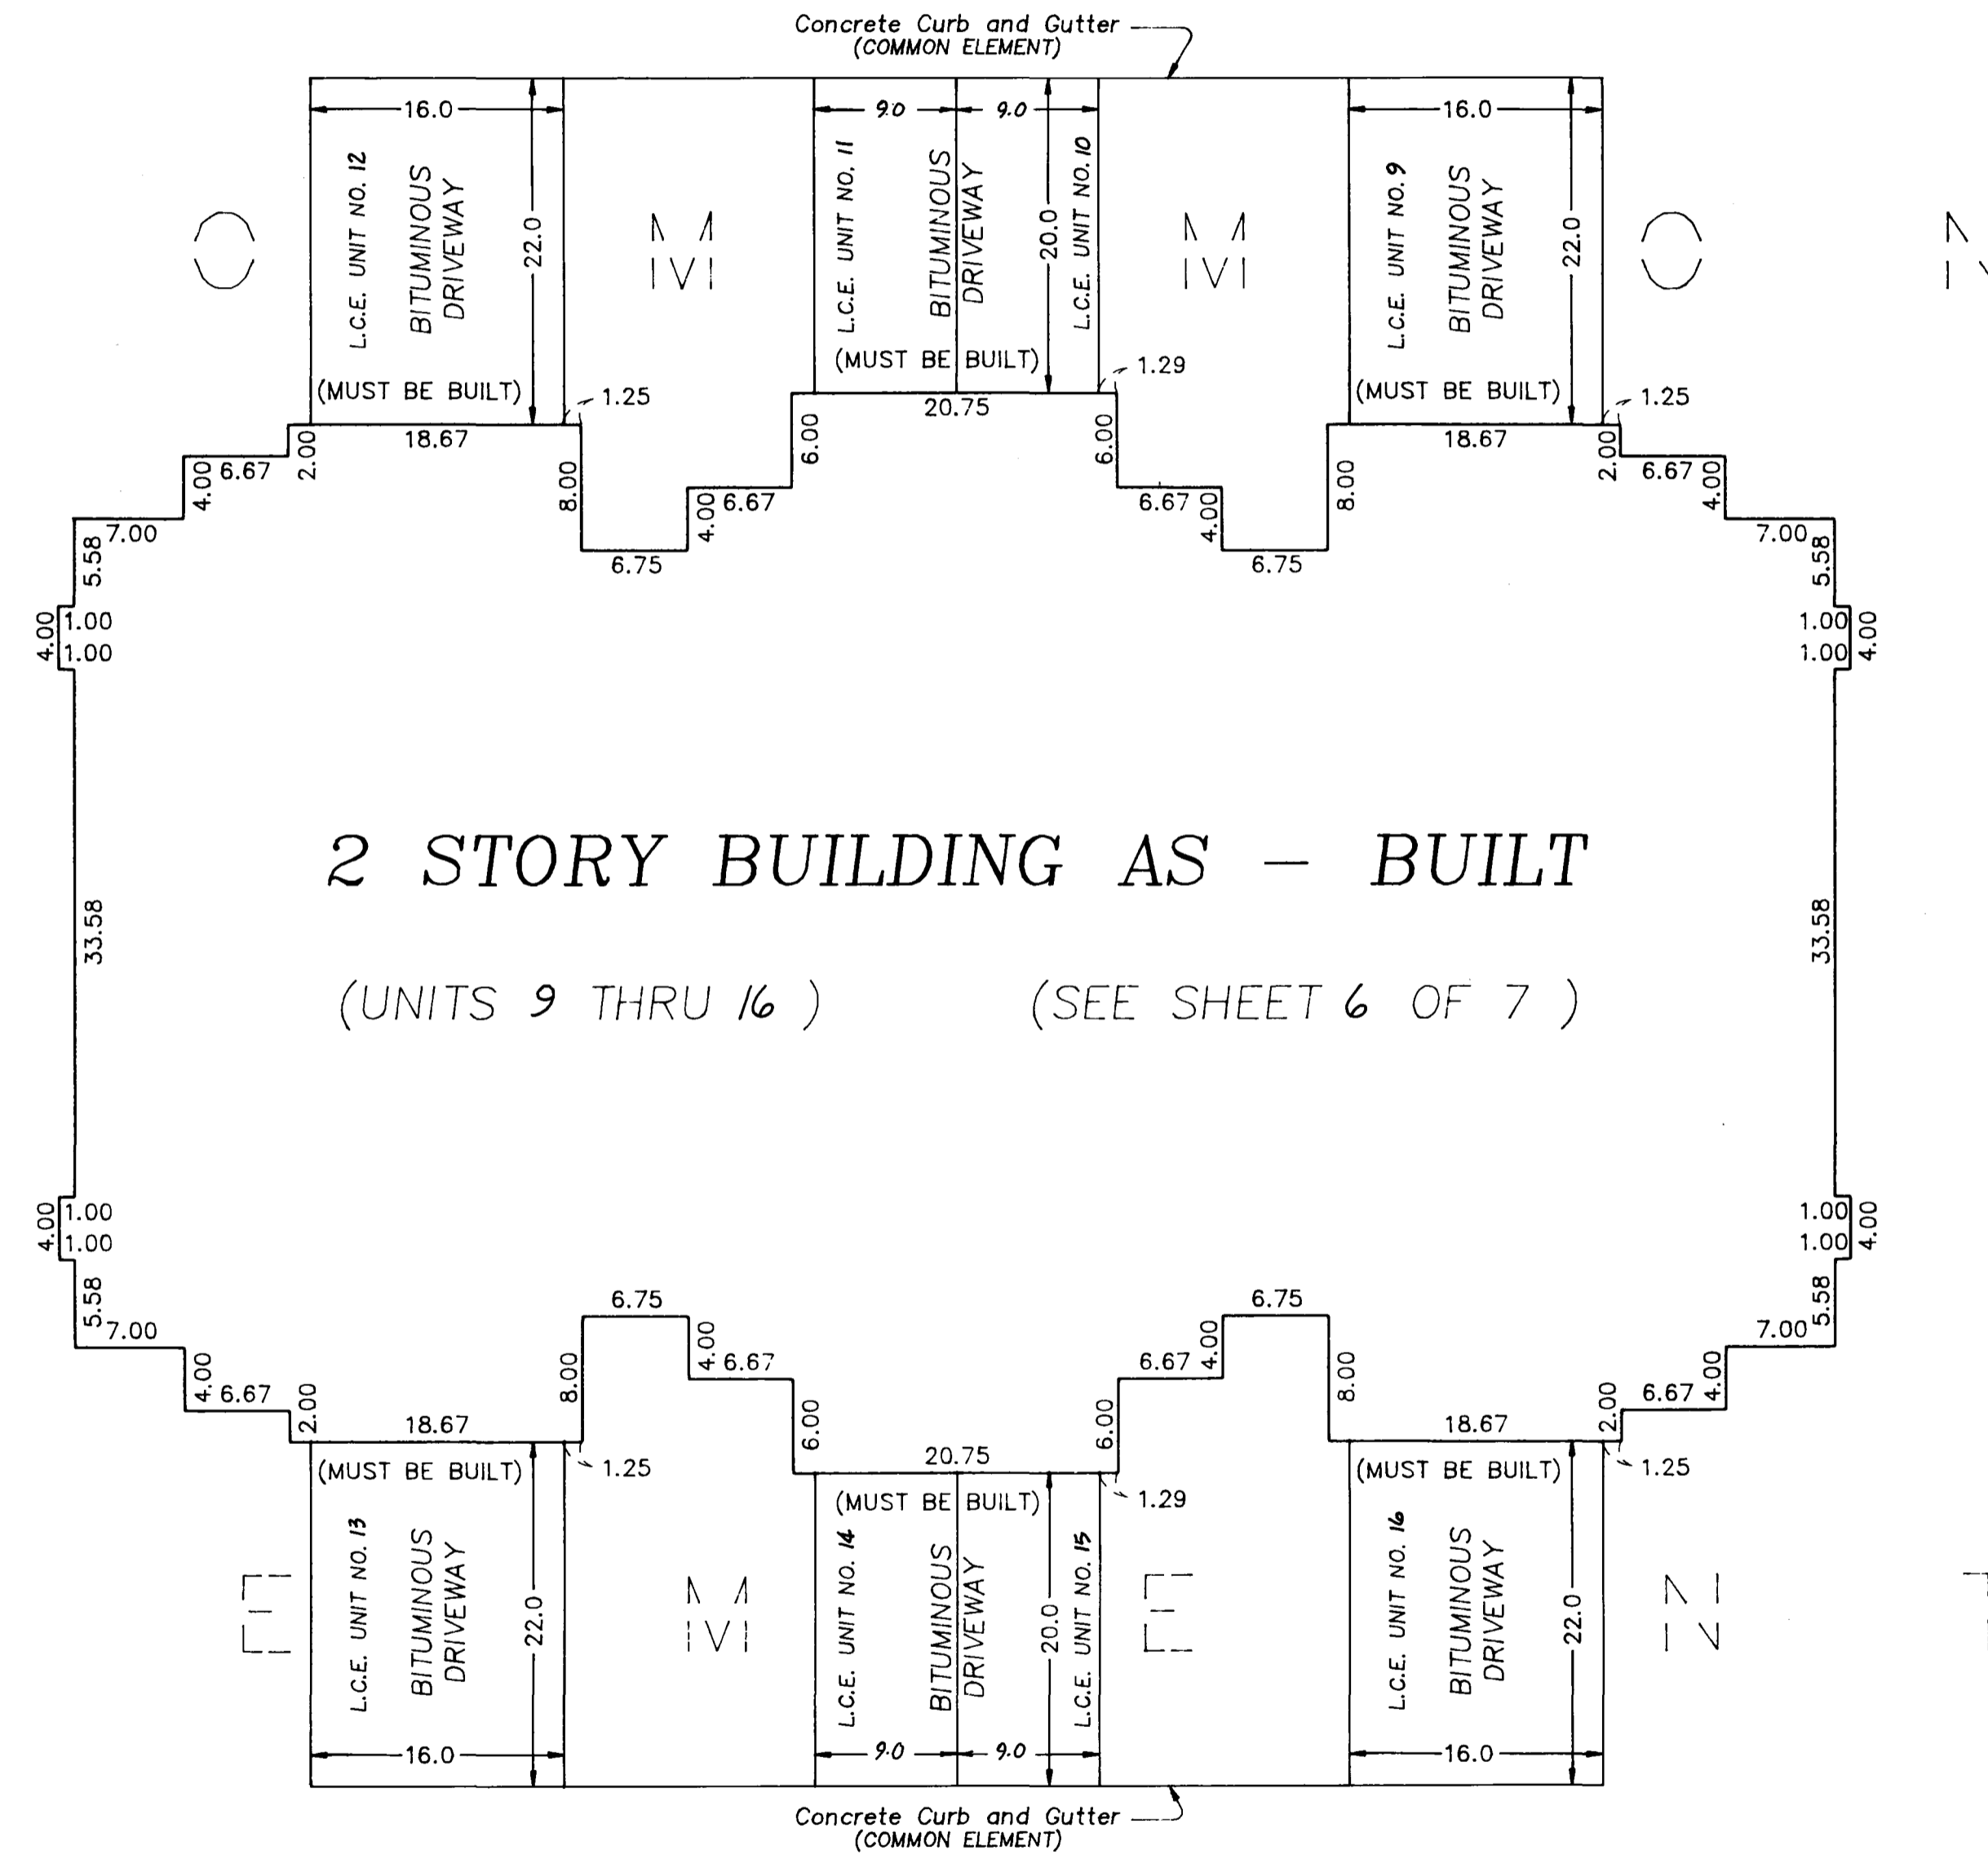 Concrete Curb and Gutter
(COMMON ELEMENT)
16.0
9.0
9.0
16.0
L.C.E. UNIT NO. 12
BITUMINOUS
DRIVEWAY
22.0
(MUST BE BUILT)
L.C.E. UNIT NO. 11
BITUMINOUS
DRIVEWAY
20.0
L.C.E. UNIT NO. 10
(MUST BE BUILT)
L.C.E. UNIT NO. 9
BITUMINOUS
DRIVEWAY
22.0
(MUST BE BUILT)
O M M O N
1.25
1.29
1.25
18.67
20.75
18.67
7.00
4.00
6.67
2.00
8.00
6.75
4.00
6.67
6.00
6.00
6.67
4.00
6.75
8.00
2.00
6.67
4.00
7.00
5.58
5.58
4.00
1.00
1.00
1.00
1.00
4.00
2 STORY BUILDING AS - BUILT
33.58
33.58
(UNITS 9 THRU 16 ) (SEE SHEET 6 OF 7 )
4.00
1.00
1.00
1.00
1.00
4.00
5.58
5.58
7.00
4.00
6.67
2.00
8.00
6.75
4.00
6.67
6.00
6.00
6.67
4.00
6.75
8.00
2.00
6.67
4.00
7.00
18.67
20.75
18.67
1.25
1.29
1.25
(MUST BE BUILT)
L.C.E. UNIT NO. 13
BITUMINOUS
DRIVEWAY
22.0
(MUST BE BUILT)
L.C.E. UNIT NO. 14
BITUMINOUS
DRIVEWAY
20.0
L.C.E. UNIT NO. 15
(MUST BE BUILT)
L.C.E. UNIT NO. 16
BITUMINOUS
DRIVEWAY
22.0
E M E N
16.0
9.0
9.0
16.0
Concrete Curb and Gutter
(COMMON ELEMENT)